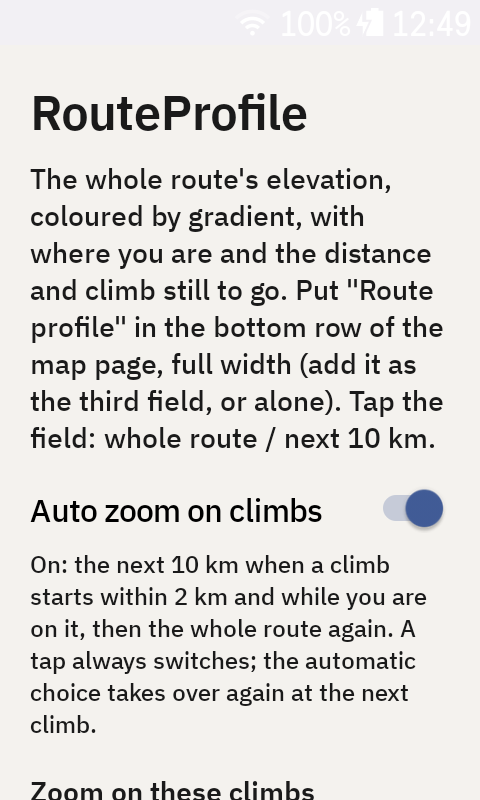 100% 12:49
RouteProfile
The whole route's elevation,
coloured by gradient, with
where you are and the distance
and climb still to go. Put "Route
profile" in the bottom row of the
map page, full width (add it as
the third field, or alone). Tap the
field: whole route / next 10 km.
Auto zoom on climbs
On: the next 10 km when a climb
starts within 2 km and while you are
on it, then the whole route again. A
tap always switches; the automatic
choice takes over again at the next
climb.
Zoom on these climbs